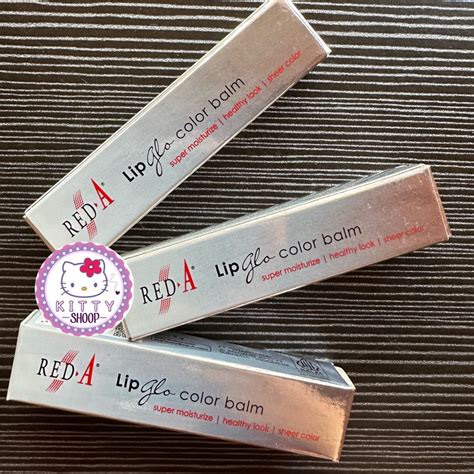 RED·A® Lip glo color balm
super moisturize | healthy look | sheer color
RED·A® Lip glo color balm
super moisturize | healthy look | sheer color
KITTY
SHOOP
RED·A® Lip glo color balm
super moisturize | healthy look | sheer color